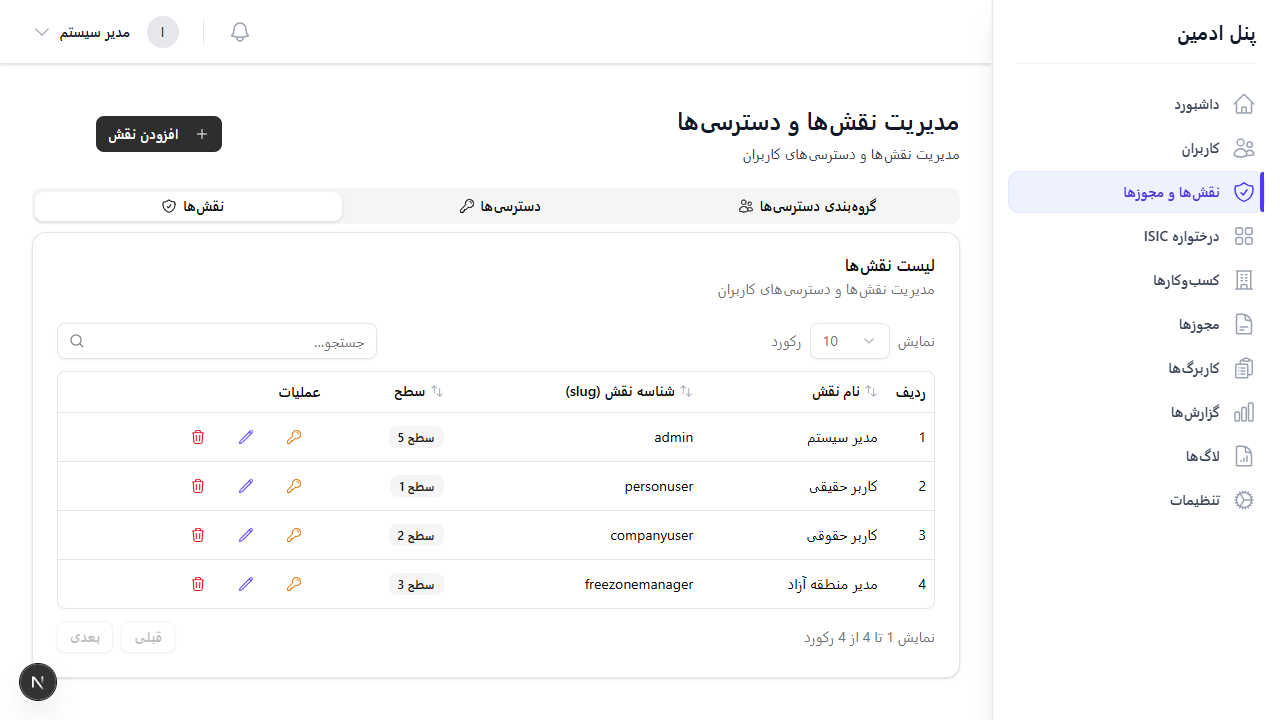 پنل ادمین
داشبورد
کاربران
نقش‌ها و مجوزها
درختواره ISIC
کسب‌وکارها
مجوزها
کاربرگ‌ها
گزارش‌ها
لاگ‌ها
تنظیمات
ا مدیر سیستم
مدیریت نقش‌ها و دسترسی‌ها
مدیریت نقش‌ها و دسترسی‌های کاربران
افزودن نقش
گروه‌بندی دسترسی‌ها دسترسی‌ها نقش‌ها
لیست نقش‌ها
مدیریت نقش‌ها و دسترسی‌های کاربران
نمایش 10 رکورد جستجو...
ردیف نام نقش شناسه نقش (slug) سطح عملیات
1 مدیر سیستم admin سطح 5
2 کاربر حقیقی personuser سطح 1
3 کاربر حقوقی companyuser سطح 2
4 مدیر منطقه آزاد freezonemanager سطح 3
نمایش 1 تا 4 از 4 رکورد قبلی بعدی
N